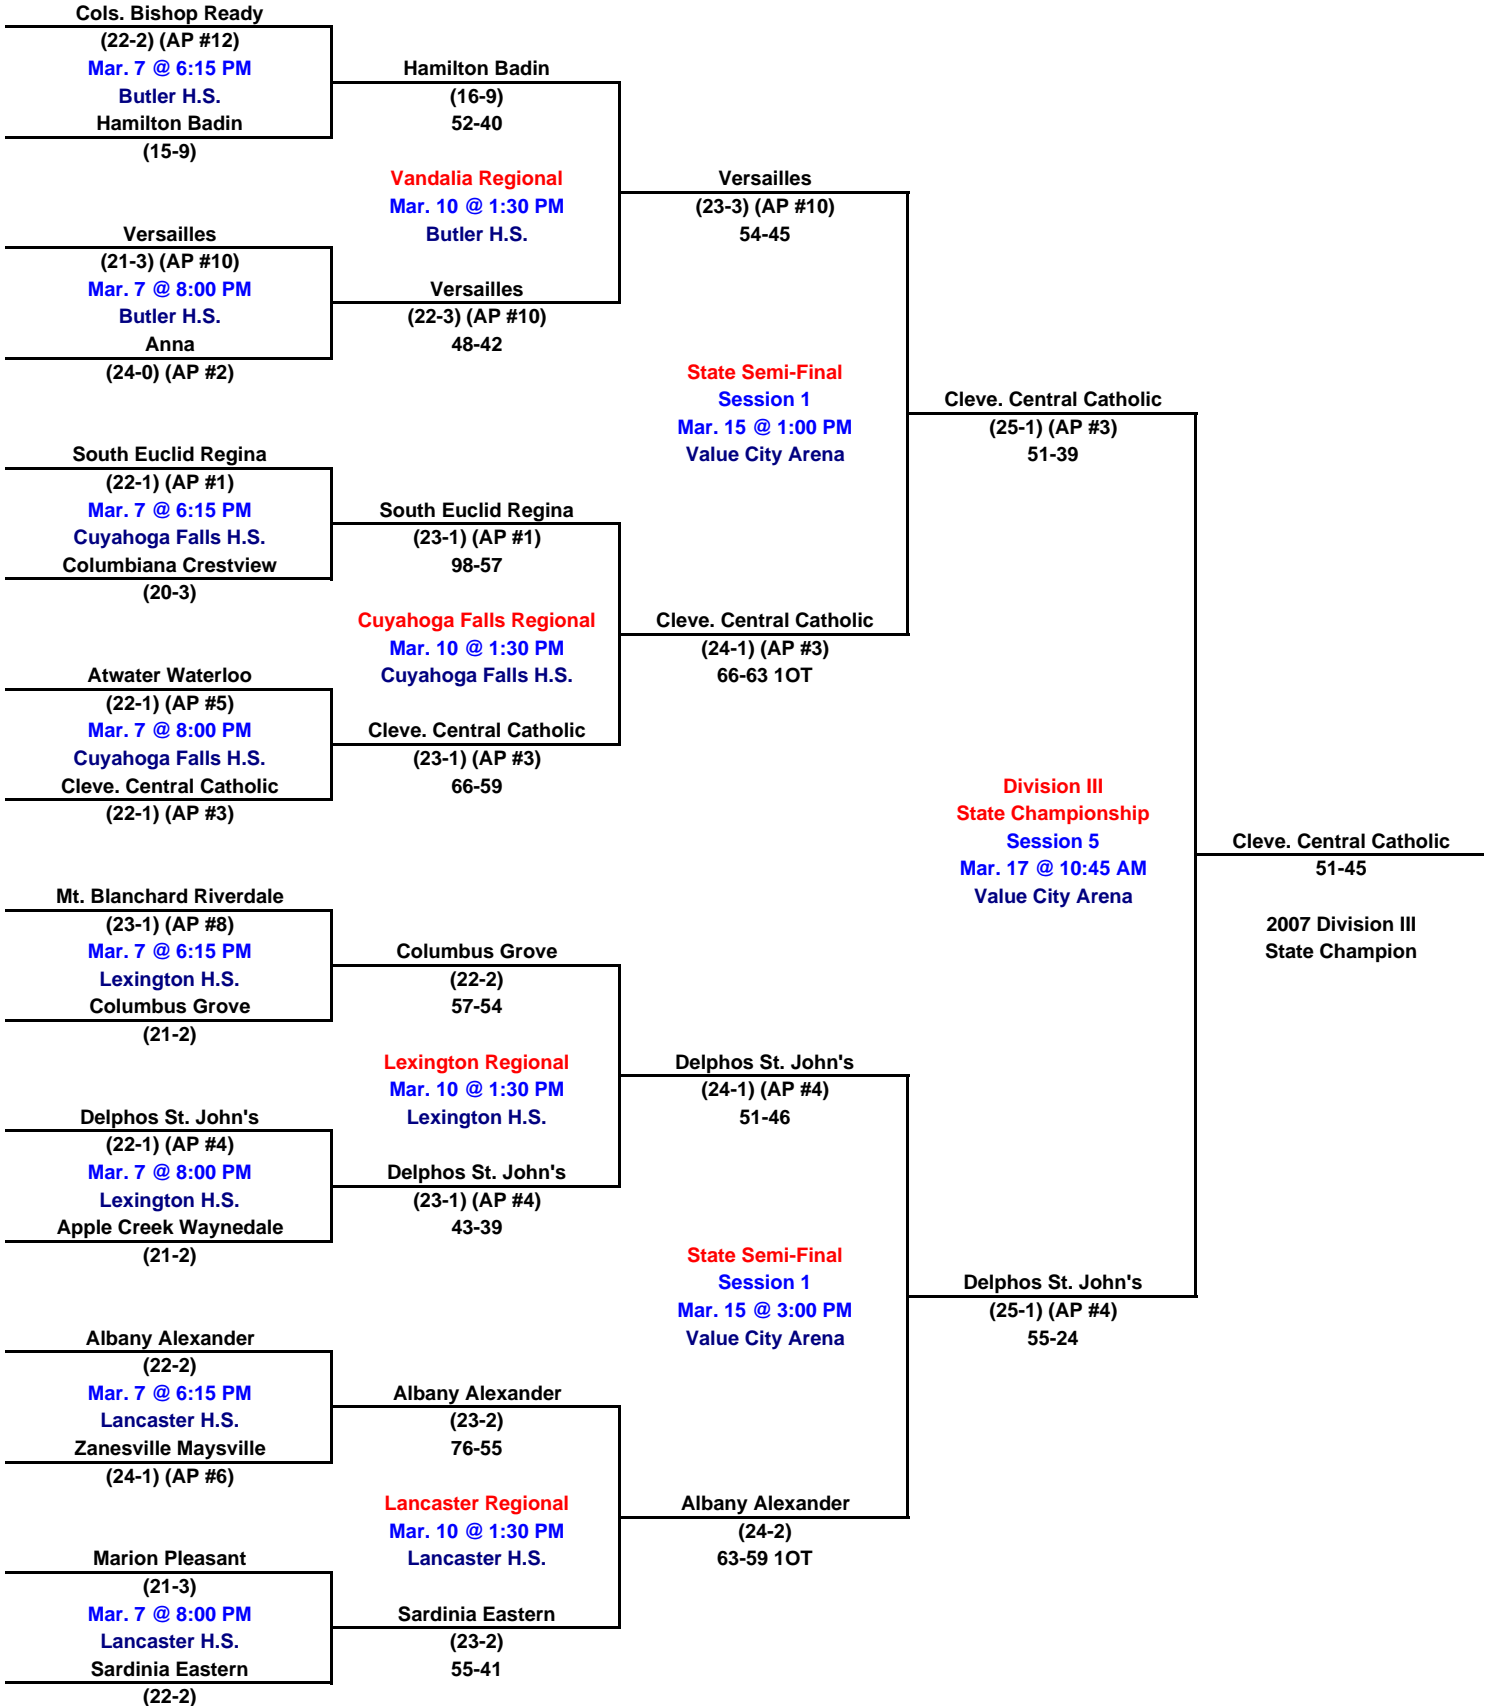 Cols. Bishop Ready
(22-2) (AP #12)
Mar. 7 @ 6:15 PM
Butler H.S.
Hamilton Badin
(15-9)
Versailles
(21-3) (AP #10)
Mar. 7 @ 8:00 PM
Butler H.S.
Anna
(24-0) (AP #2)
South Euclid Regina
(22-1) (AP #1)
Mar. 7 @ 6:15 PM
Cuyahoga Falls H.S.
Columbiana Crestview
(20-3)
Atwater Waterloo
(22-1) (AP #5)
Mar. 7 @ 8:00 PM
Cuyahoga Falls H.S.
Cleve. Central Catholic
(22-1) (AP #3)
Mt. Blanchard Riverdale
(23-1) (AP #8)
Mar. 7 @ 6:15 PM
Lexington H.S.
Columbus Grove
(21-2)
Delphos St. John's
(22-1) (AP #4)
Mar. 7 @ 8:00 PM
Lexington H.S.
Apple Creek Waynedale
(21-2)
Albany Alexander
(22-2)
Mar. 7 @ 6:15 PM
Lancaster H.S.
Zanesville Maysville
(24-1) (AP #6)
Marion Pleasant
(21-3)
Mar. 7 @ 8:00 PM
Lancaster H.S.
Sardinia Eastern
(22-2)
Hamilton Badin
(16-9)
52-40
Vandalia Regional
Mar. 10 @ 1:30 PM
Butler H.S.
Versailles
(22-3) (AP #10)
48-42
South Euclid Regina
(23-1) (AP #1)
98-57
Cuyahoga Falls Regional
Mar. 10 @ 1:30 PM
Cuyahoga Falls H.S.
Cleve. Central Catholic
(23-1) (AP #3)
66-59
Columbus Grove
(22-2)
57-54
Lexington Regional
Mar. 10 @ 1:30 PM
Lexington H.S.
Delphos St. John's
(23-1) (AP #4)
43-39
Albany Alexander
(23-2)
76-55
Lancaster Regional
Mar. 10 @ 1:30 PM
Lancaster H.S.
Sardinia Eastern
(23-2)
55-41
Versailles
(23-3) (AP #10)
54-45
State Semi-Final
Session 1
Mar. 15 @ 1:00 PM
Value City Arena
Cleve. Central Catholic
(24-1) (AP #3)
66-63 1OT
Delphos St. John's
(24-1) (AP #4)
51-46
State Semi-Final
Session 1
Mar. 15 @ 3:00 PM
Value City Arena
Albany Alexander
(24-2)
63-59 1OT
Cleve. Central Catholic
(25-1) (AP #3)
51-39
Division III
State Championship
Session 5
Mar. 17 @ 10:45 AM
Value City Arena
Delphos St. John's
(25-1) (AP #4)
55-24
Cleve. Central Catholic
51-45
2007 Division III
State Champion